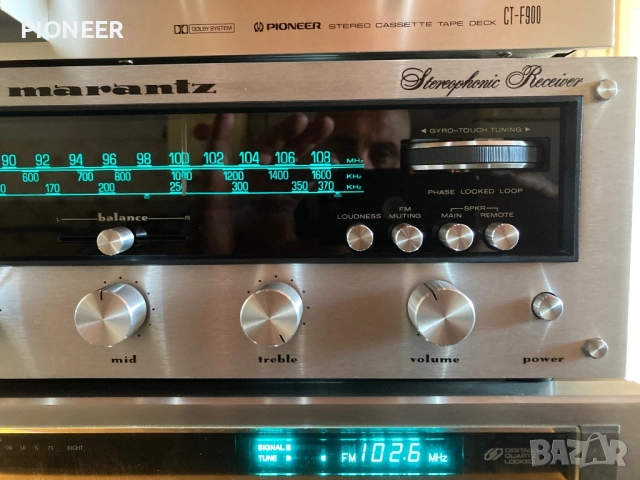 PIONEER
DOLBY SYSTEM
PIONEER STEREO CASSETTE TAPE DECK CT-F900
marantz Stereophonic Receiver
◄ GYRO-TOUCH TUNING ►
90 92 94 96 98 100 102 104 106 108 MHz
600 700 800 1000 1200 1400 1600 KHz
170 200 250 300 350 370 KHz
PHASE LOCKED LOOP
L balance R
LOUDNESS FM MUTING SPKR MAIN REMOTE
mid treble volume power
RIGHT
SIGNAL
TUNE FM 102.6 MHz
QUARTZ
LOCKED
BAZAR